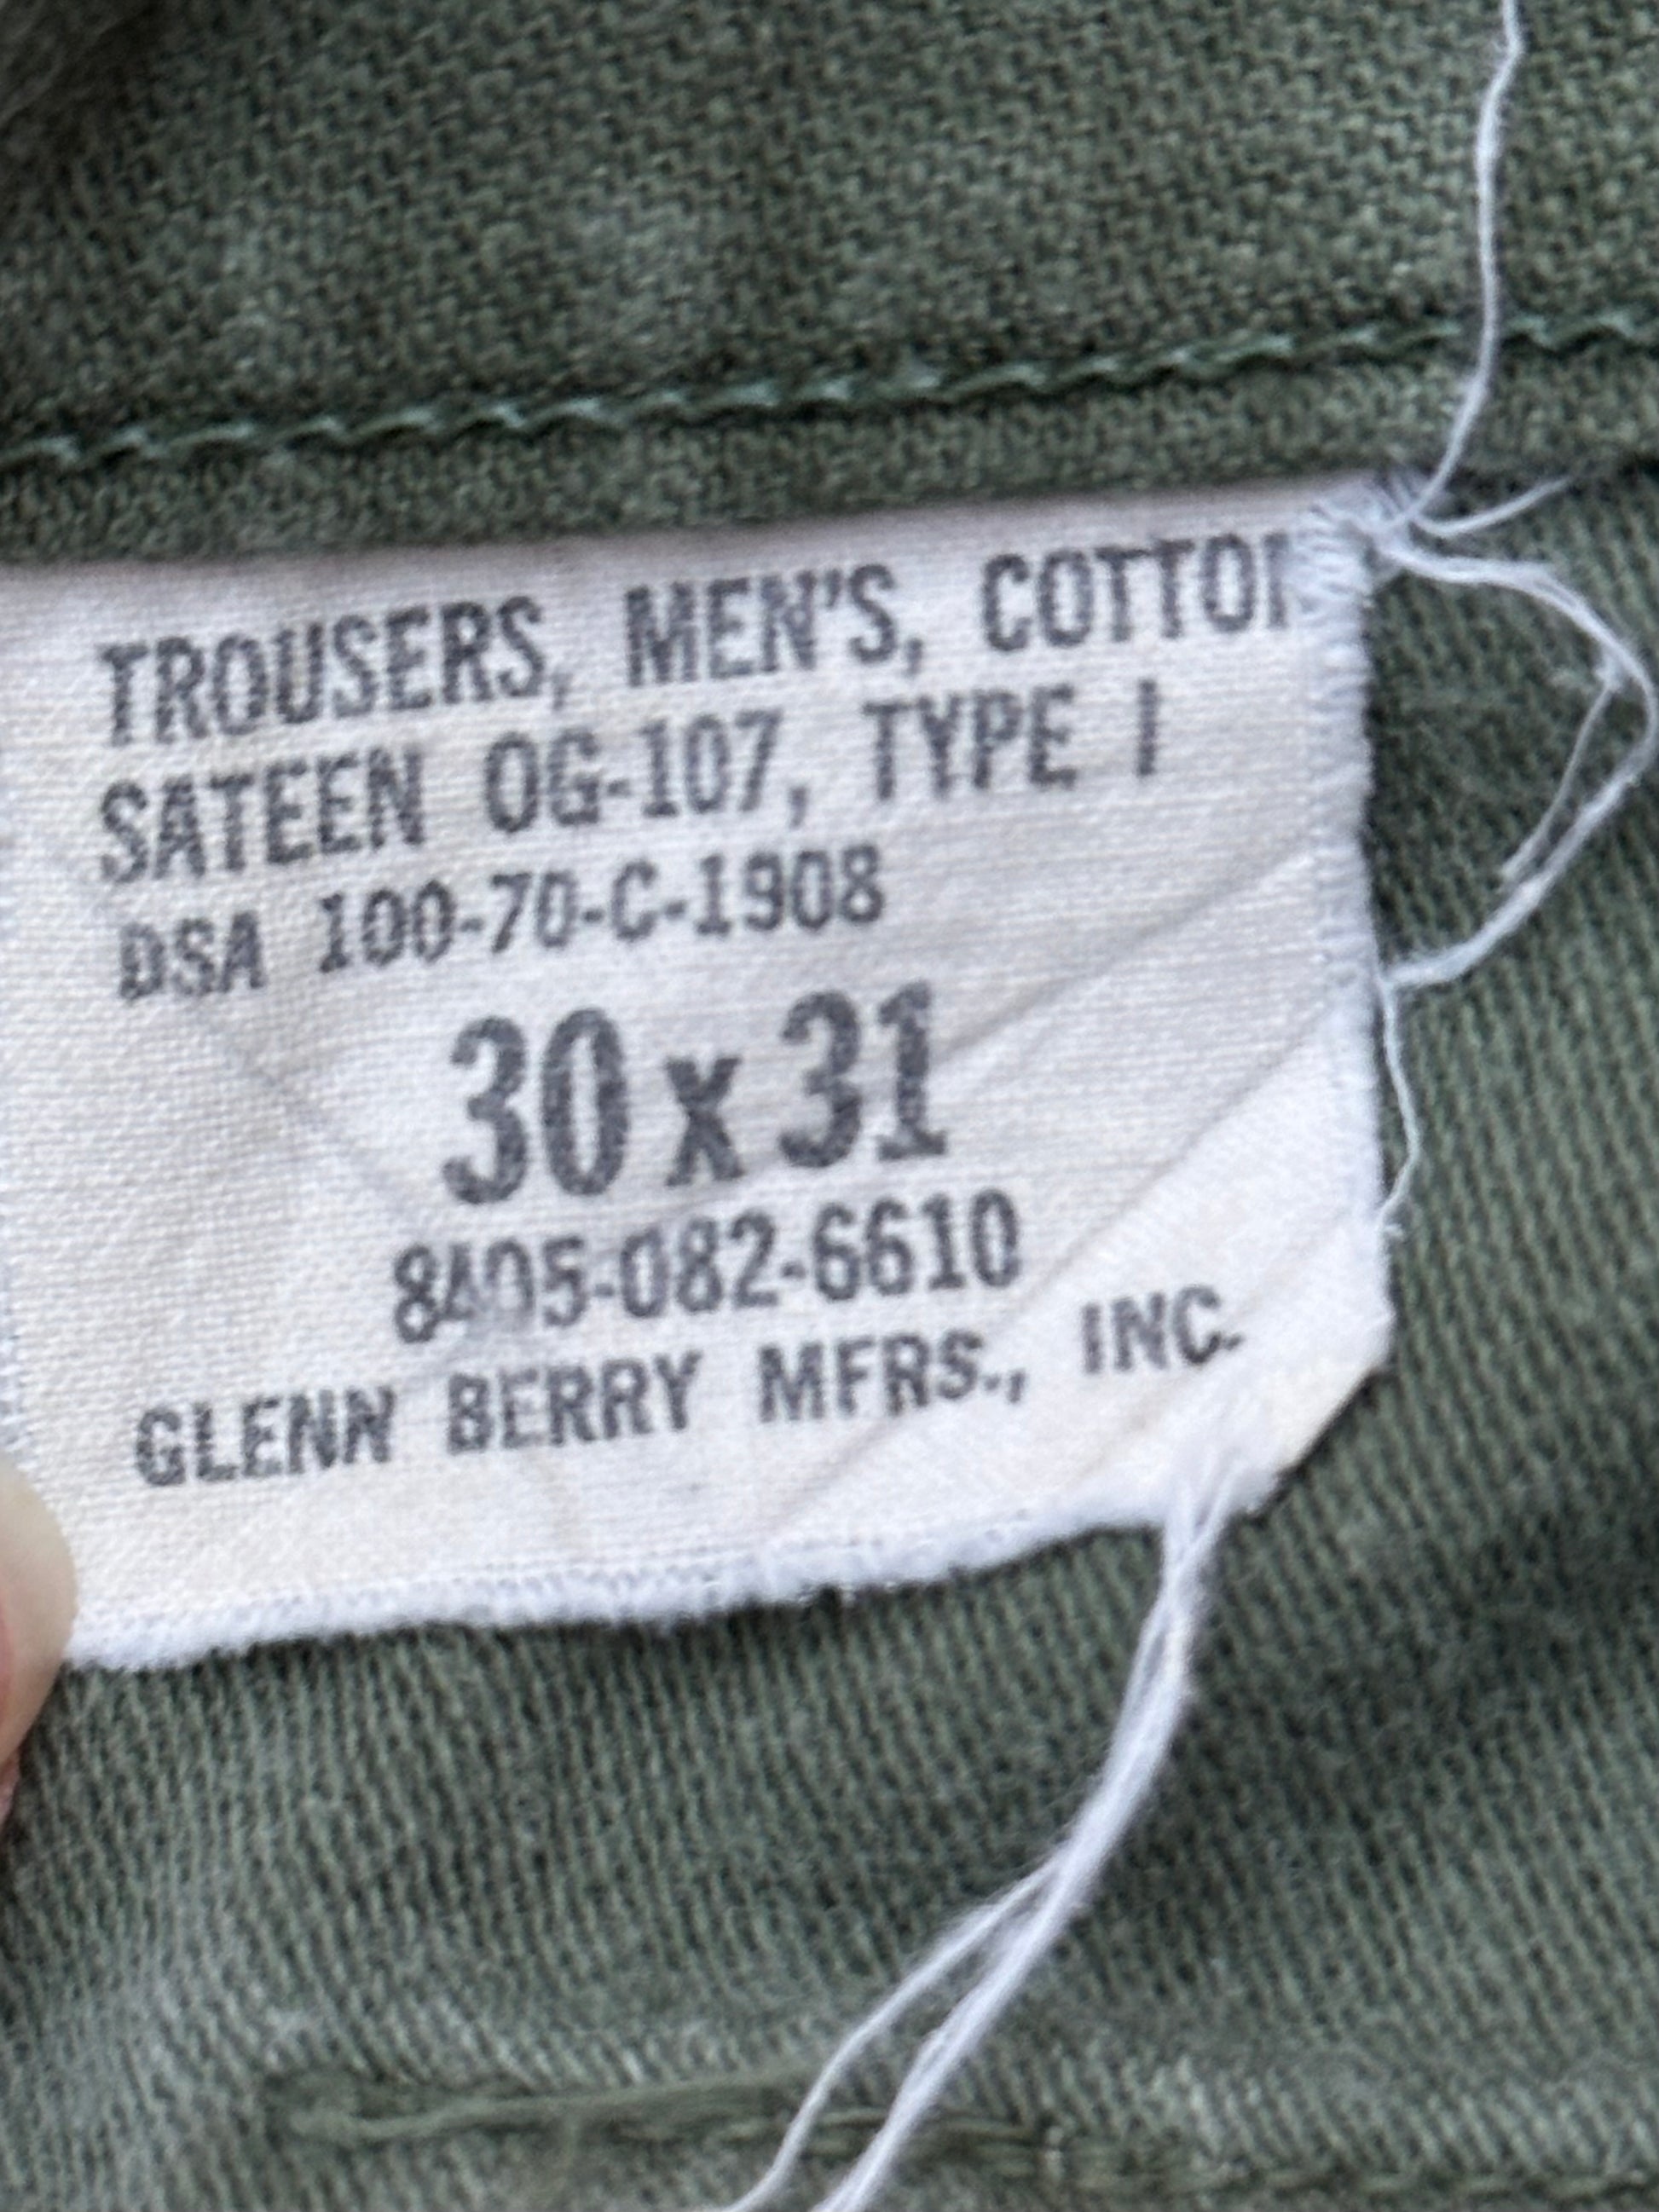 TROUSERS, MEN'S, COTTON
SATEEN OG-107, TYPE I
DSA 100-70-C-1908
30 x 31
8405-082-6610
GLENN BERRY MFRS., INC.